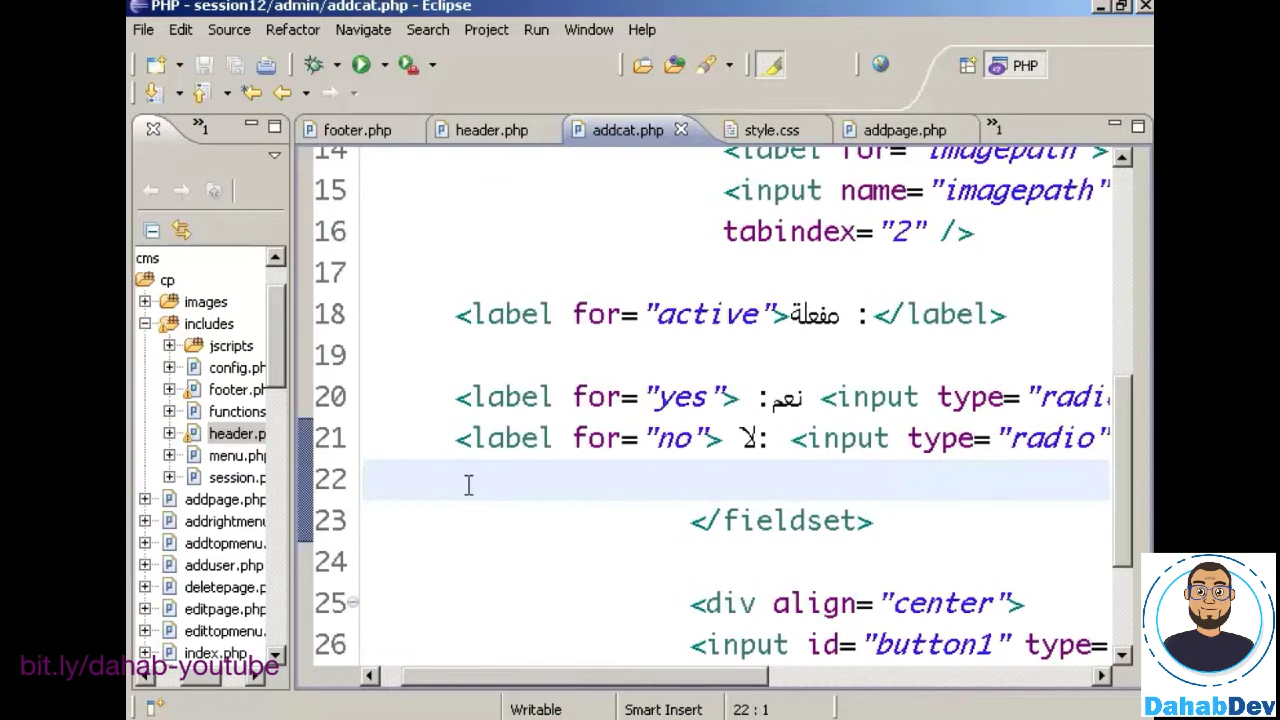 PHP - session12/admin/addcat.php - Eclipse
File Edit Source Refactor Navigate Search Project Run Window Help
PHP
1 footer.php header.php addcat.php style.css addpage.php 1
cms
cp
images
includes
jscripts
config.ph
footer.ph
functions
header.p
menu.php
session.p
addpage.php
addrightmenu
addtopmenu.
adduser.php
deletepage.p
editpage.php
edittopmenu.
index.php
14 <label for="imagepath">
15 <input name="imagepath"
16 tabindex="2" />
17
18 <label for="active">مفعلة :</label>
19
20 <label for="yes"> نعم: <input type="radi
21 <label for="no"> لا: <input type="radio"
22
23 </fieldset>
24
25 <div align="center">
26 <input id="button1" type=
Writable Smart Insert 22 : 1
bit.ly/dahab-youtube
DahabDev